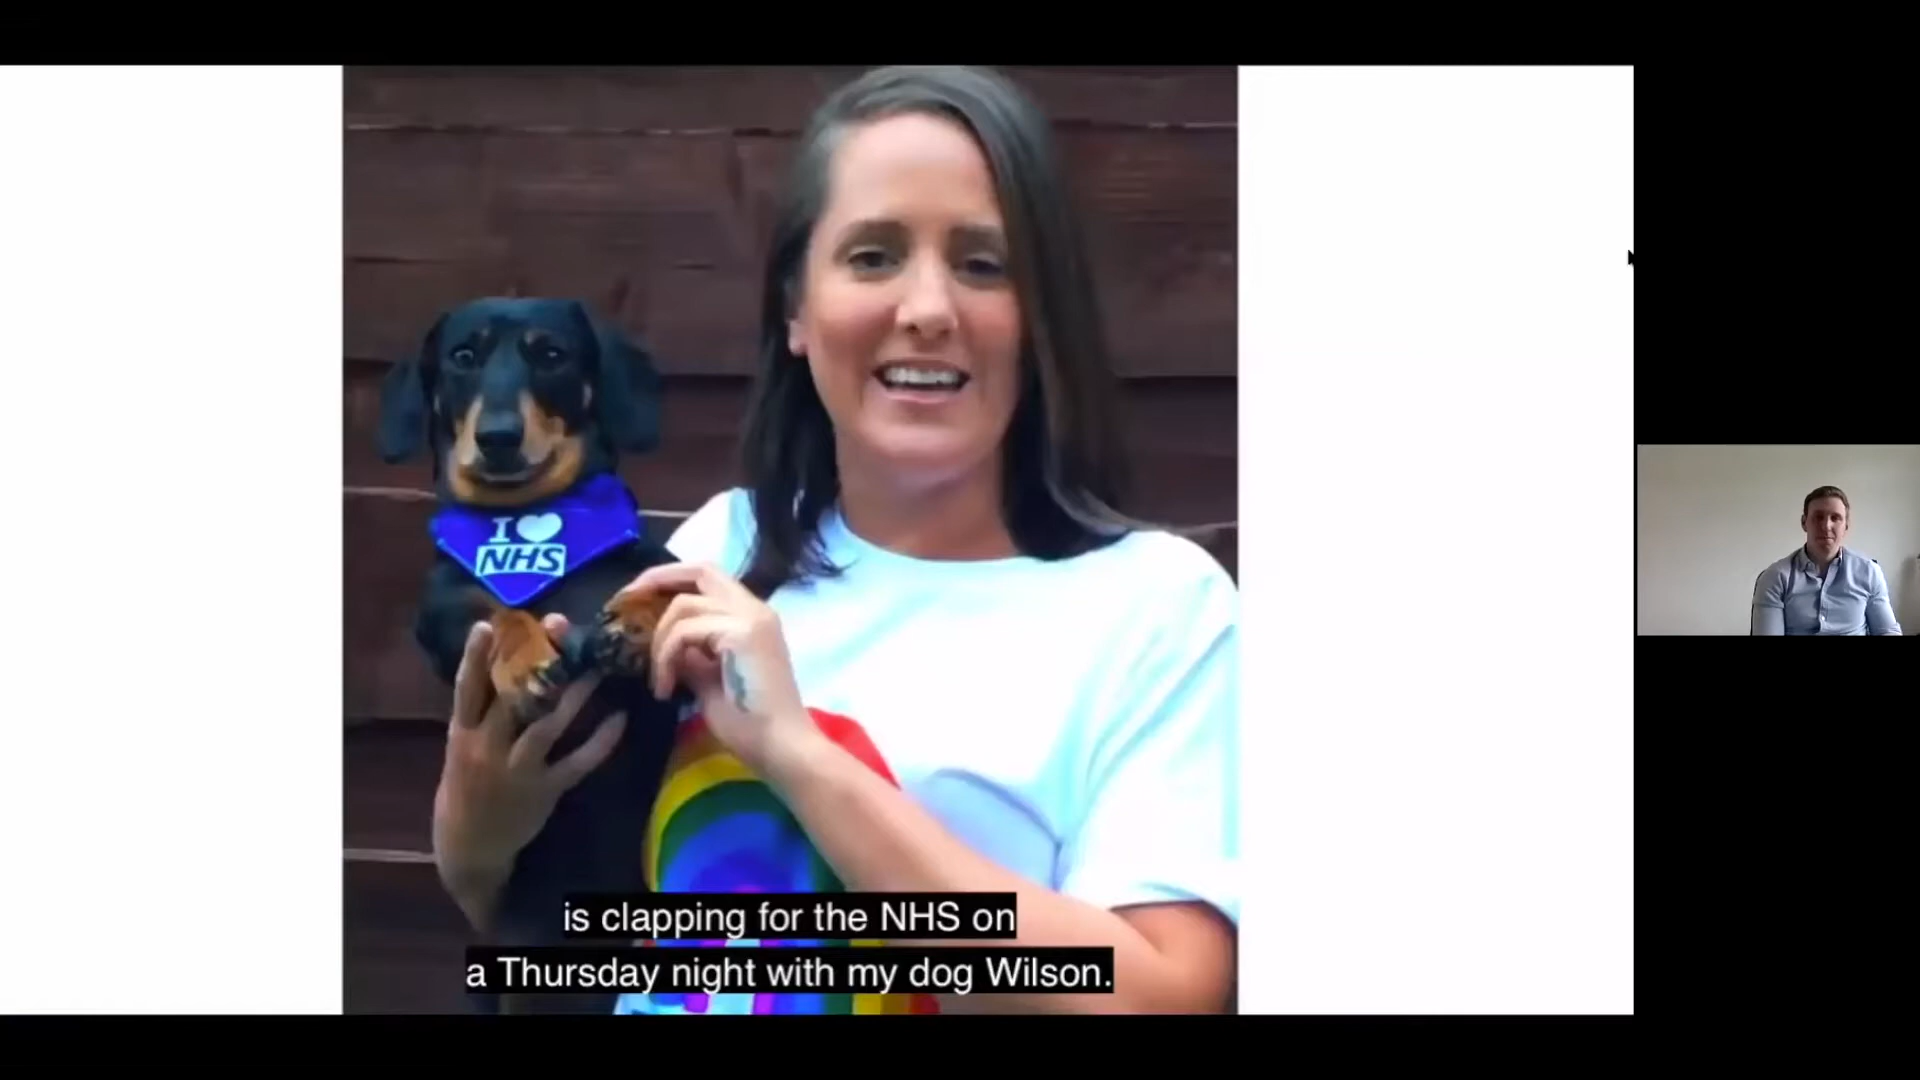 I ♥
NHS
is clapping for the NHS on
a Thursday night with my dog Wilson.